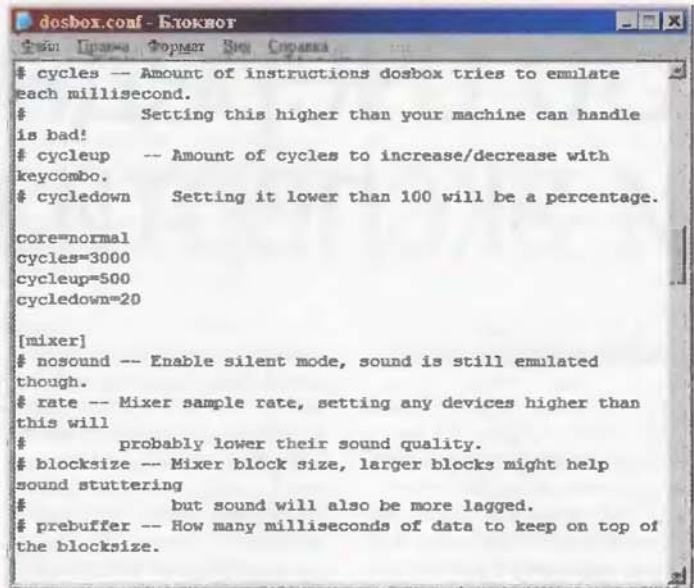 dosbox.conf - Блокнот
Файл Правка Формат Вид Справка
# cycles -- Amount of instructions dosbox tries to emulate
each millisecond.
# Setting this higher than your machine can handle
is bad!
# cycleup -- Amount of cycles to increase/decrease with
keycombo.
# cycledown Setting it lower than 100 will be a percentage.
core=normal
cycles=3000
cycleup=500
cycledown=20
[mixer]
# nosound -- Enable silent mode, sound is still emulated
though.
# rate -- Mixer sample rate, setting any devices higher than
this will
# probably lower their sound quality.
# blocksize -- Mixer block size, larger blocks might help
sound stuttering
# but sound will also be more lagged.
# prebuffer -- How many milliseconds of data to keep on top of
the blocksize.